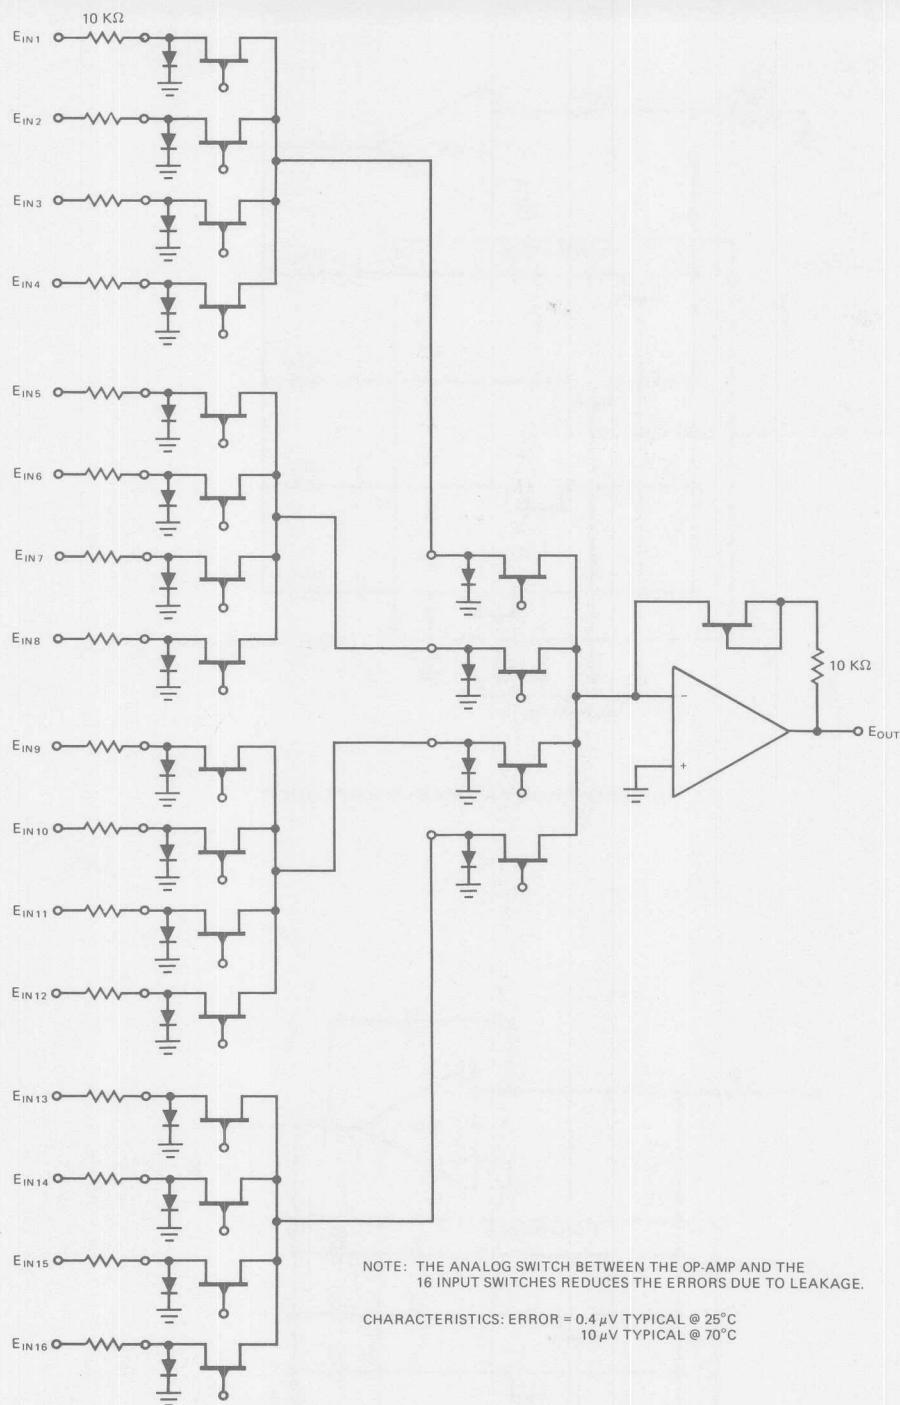 10 KΩ
EIN1
EIN2
EIN3
EIN4
EIN5
EIN6
EIN7
EIN8
10 KΩ
−
EOUT
+
EIN9
EIN10
EIN11
EIN12
EIN13
EIN14
EIN15
EIN16
NOTE: THE ANALOG SWITCH BETWEEN THE OP-AMP AND THE
16 INPUT SWITCHES REDUCES THE ERRORS DUE TO LEAKAGE.
CHARACTERISTICS: ERROR = 0.4 μV TYPICAL @ 25°C
10 μV TYPICAL @ 70°C